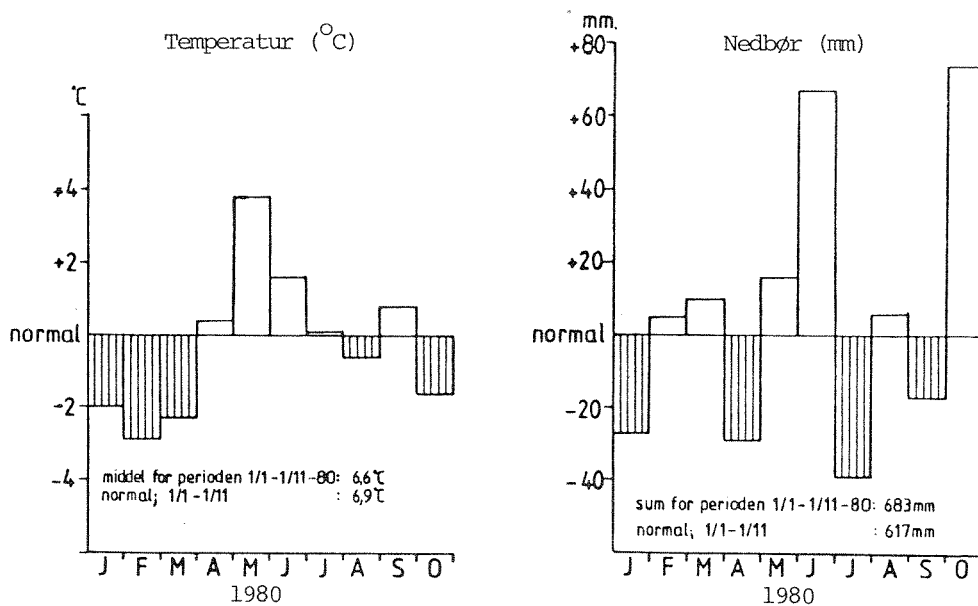 Temperatur (°C)
°C
+4
+2
normal
-2
-4
middel for perioden 1/1-1/11-80: 6,6°C
normal; 1/1-1/11 : 6,9°C
J F M A M J J A S O
1980
Nedbør (mm)
mm.
+80
+60
+40
+20
normal
-20
-40
sum for perioden 1/1-1/11-80: 683mm
normal; 1/1-1/11 : 617mm
J F M A M J J A S O
1980